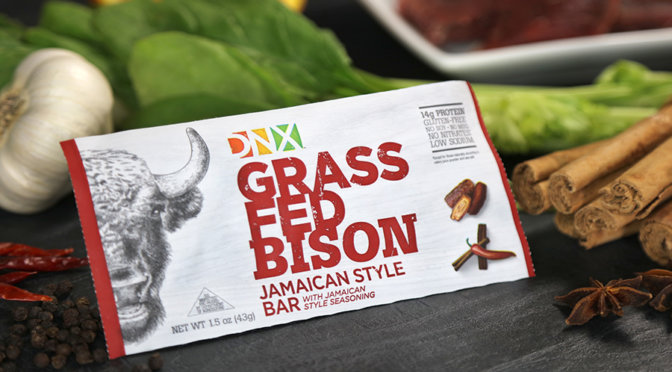 DNX
GRASS
FED
BISON
JAMAICAN STYLE
BAR WITH JAMAICAN
STYLE SEASONING
NET WT 1.5 oz (43g)
14g PROTEIN
GLUTEN-FREE
NO SOY - NO MSG
NO NITRATES
LOW SODIUM